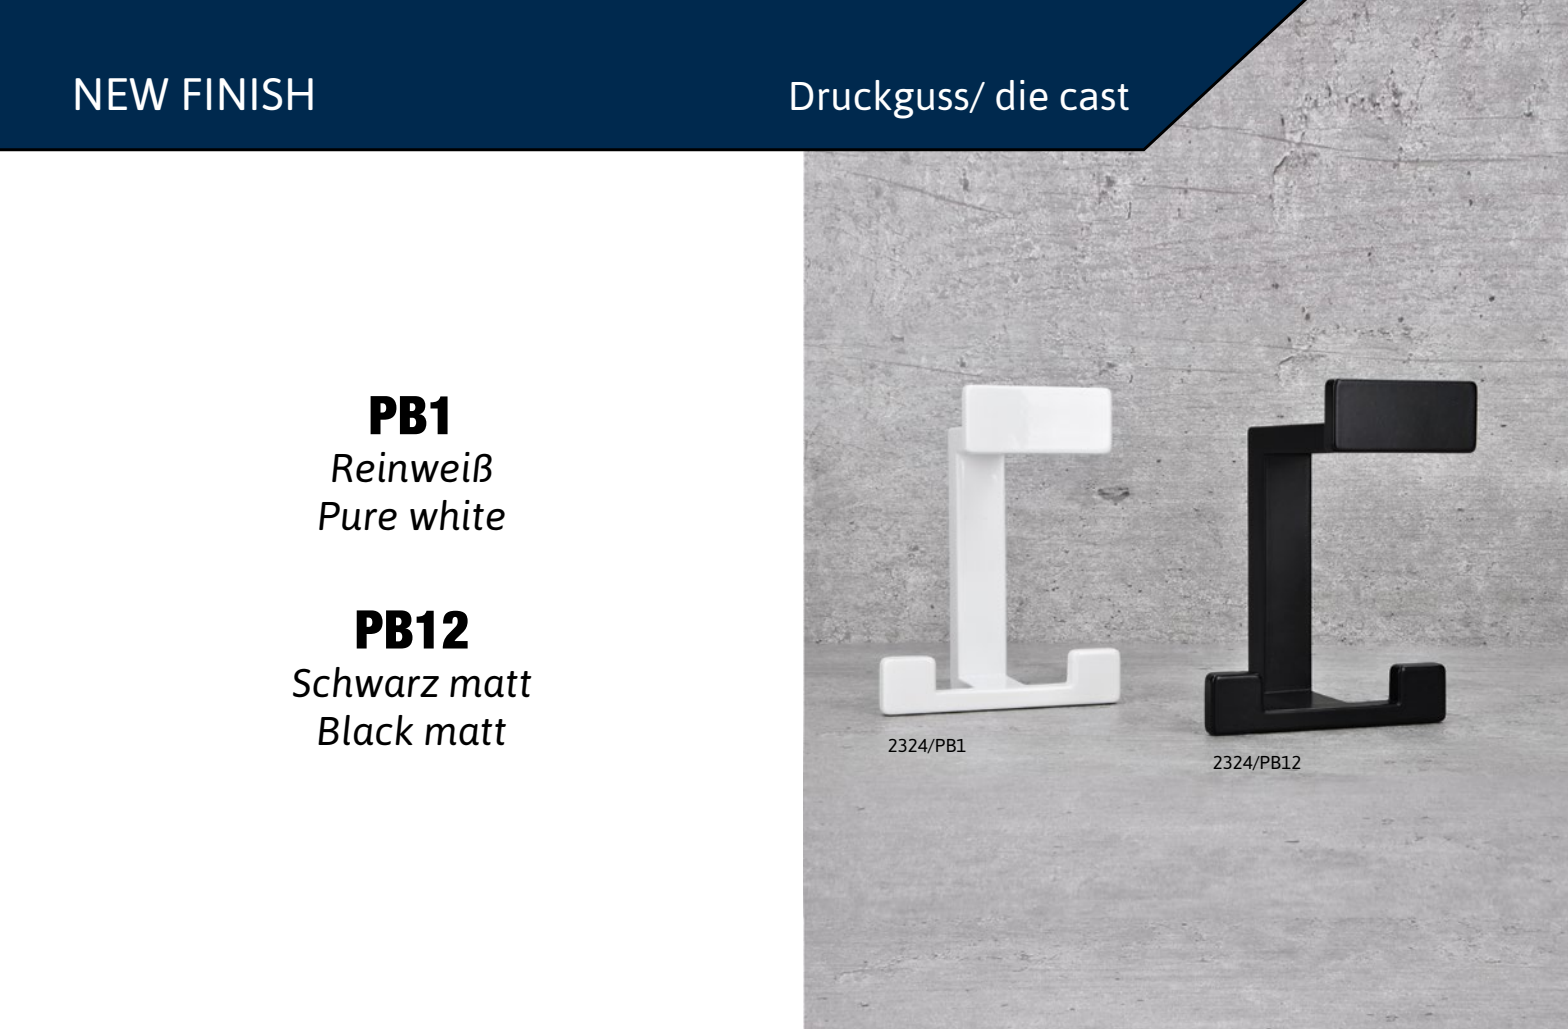 NEW FINISH
Druckguss/ die cast
PB1
Reinweiß
Pure white
PB12
Schwarz matt
Black matt
2324/PB1
2324/PB12